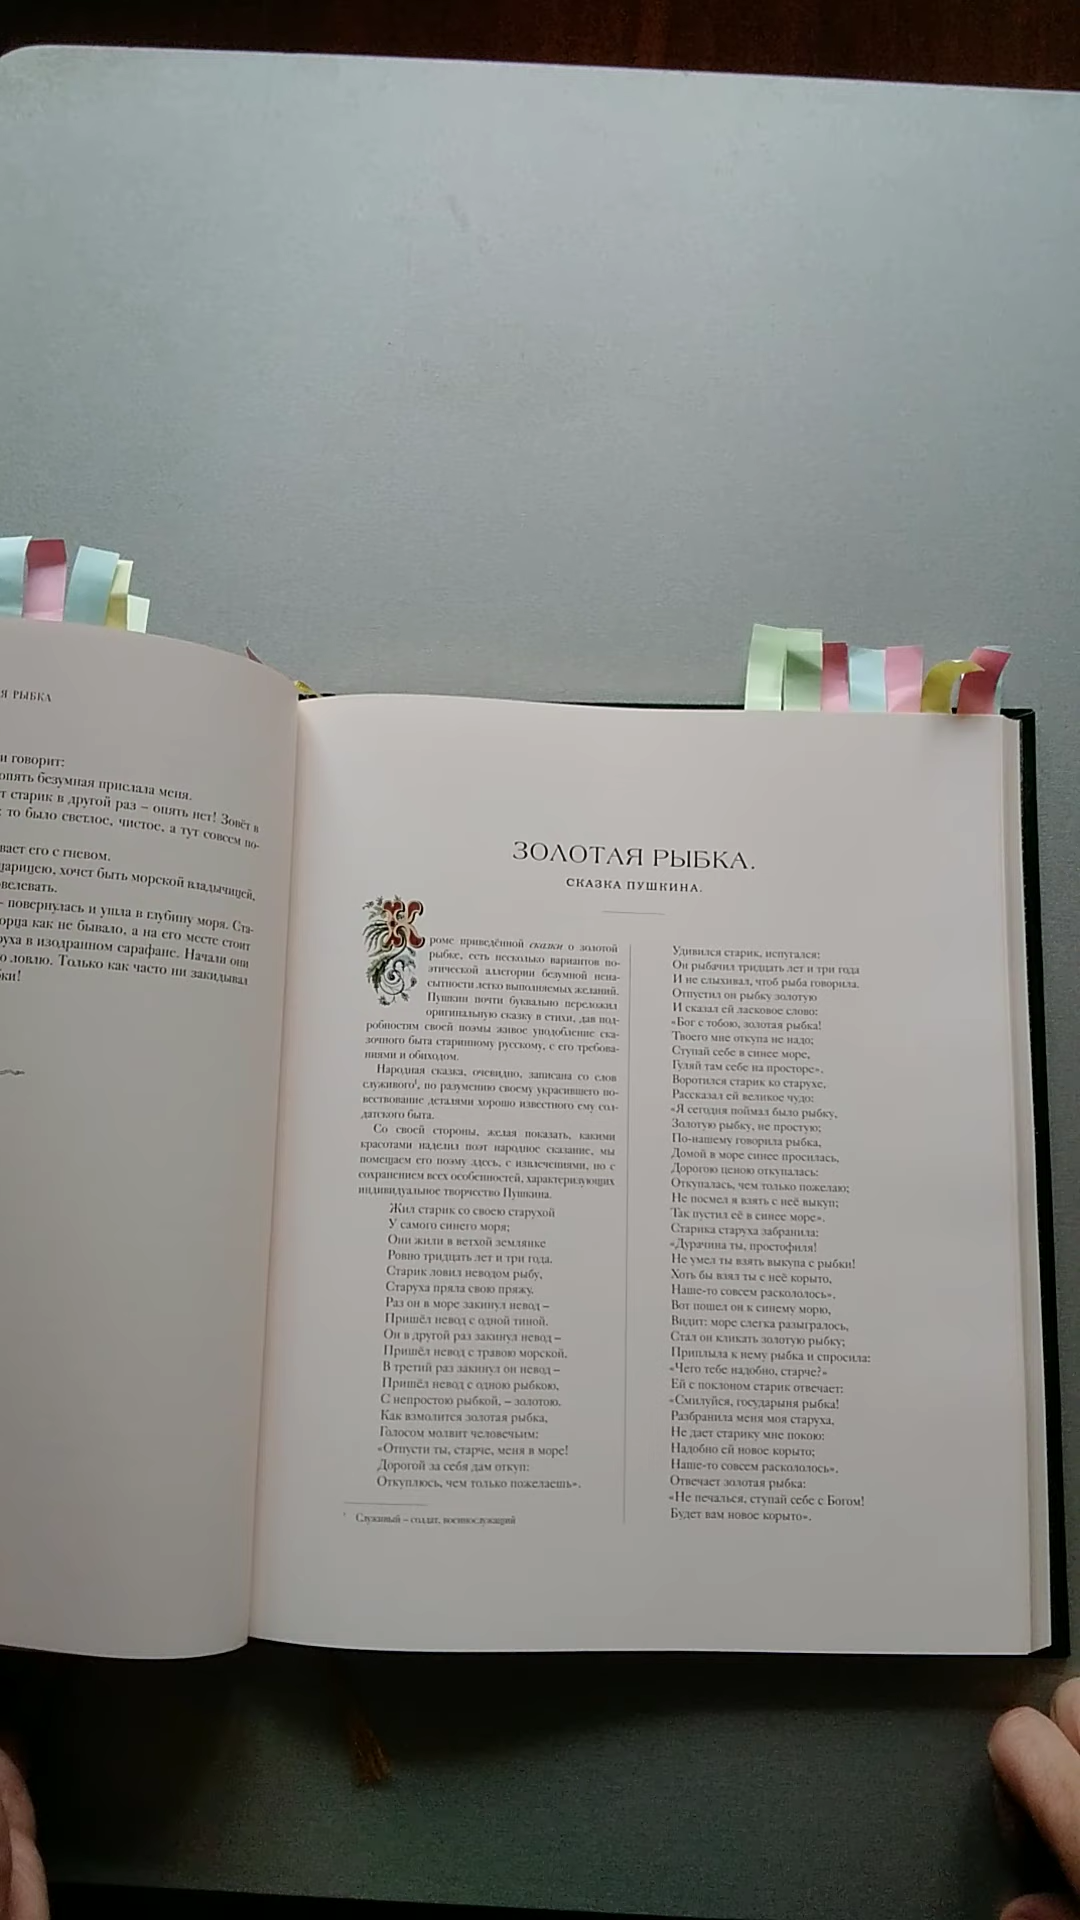 Я РЫБКА
и говорит:
опять безумная прислала меня.
т старик в другой раз – опять нет! Зовёт в
то было светлое, чистое, а тут совсем по-
вает его с гневом.
царицею, хочет быть морской владычицей,
велевать.
– повернулась и ушла в глубину моря. Ста-
орца как не бывало, а на его месте стоит
руха в изодранном сарафане. Начали они
о ловлю. Только как часто ни закидывал
ки!
ЗОЛОТАЯ РЫБКА.
СКАЗКА ПУШКИНА.
Кроме приведённой сказки о золотой
рыбке, есть несколько вариантов по-
этической аллегории безумной нена-
сытности легко выполняемых желаний.
Пушкин почти буквально переложил
оригинальную сказку в стихи, дав под-
робностям своей поэмы живое уподобление ска-
зочного быта старинному русскому, с его требова-
ниями и обиходом.
Народная сказка, очевидно, записана со слов
служивого¹, по разумению своему украсившего по-
вествование деталями хорошо известного ему сол-
датского быта.
Со своей стороны, желая показать, какими
красотами наделил поэт народное сказание, мы
помещаем его поэму здесь, с извлечениями, но с
сохранением всех особенностей, характеризующих
индивидуальное творчество Пушкина.
Жил старик со своею старухой
У самого синего моря;
Они жили в ветхой землянке
Ровно тридцать лет и три года.
Старик ловил неводом рыбу,
Старуха пряла свою пряжу.
Раз он в море закинул невод –
Пришёл невод с одной тиной.
Он в другой раз закинул невод –
Пришёл невод с травою морской.
В третий раз закинул он невод –
Пришёл невод с одною рыбкою,
С непростою рыбкой, – золотою.
Как взмолится золотая рыбка,
Голосом молвит человечьим:
«Отпусти ты, старче, меня в море!
Дорогой за себя дам откуп:
Откуплюсь, чем только пожелаешь».
¹ Служивый – солдат, военнослужащий
Удивился старик, испугался:
Он рыбачил тридцать лет и три года
И не слыхивал, чтоб рыба говорила.
Отпустил он рыбку золотую
И сказал ей ласковое слово:
«Бог с тобою, золотая рыбка!
Твоего мне откупа не надо;
Ступай себе в синее море,
Гуляй там себе на просторе».
Воротился старик ко старухе,
Рассказал ей великое чудо:
«Я сегодня поймал было рыбку,
Золотую рыбку, не простую;
По-нашему говорила рыбка,
Домой в море синее просилась,
Дорогою ценою откупалась:
Откупалась, чем только пожелаю;
Не посмел я взять с неё выкуп;
Так пустил её в синее море».
Старика старуха забранила:
«Дурачина ты, простофиля!
Не умел ты взять выкупа с рыбки!
Хоть бы взял ты с неё корыто,
Наше-то совсем раскололось».
Вот пошел он к синему морю,
Видит: море слегка разыгралось,
Стал он кликать золотую рыбку;
Приплыла к нему рыбка и спросила:
«Чего тебе надобно, старче?»
Ей с поклоном старик отвечает:
«Смилуйся, государыня рыбка!
Разбранила меня моя старуха,
Не дает старику мне покою:
Надобно ей новое корыто;
Наше-то совсем раскололось».
Отвечает золотая рыбка:
«Не печалься, ступай себе с Богом!
Будет вам новое корыто».